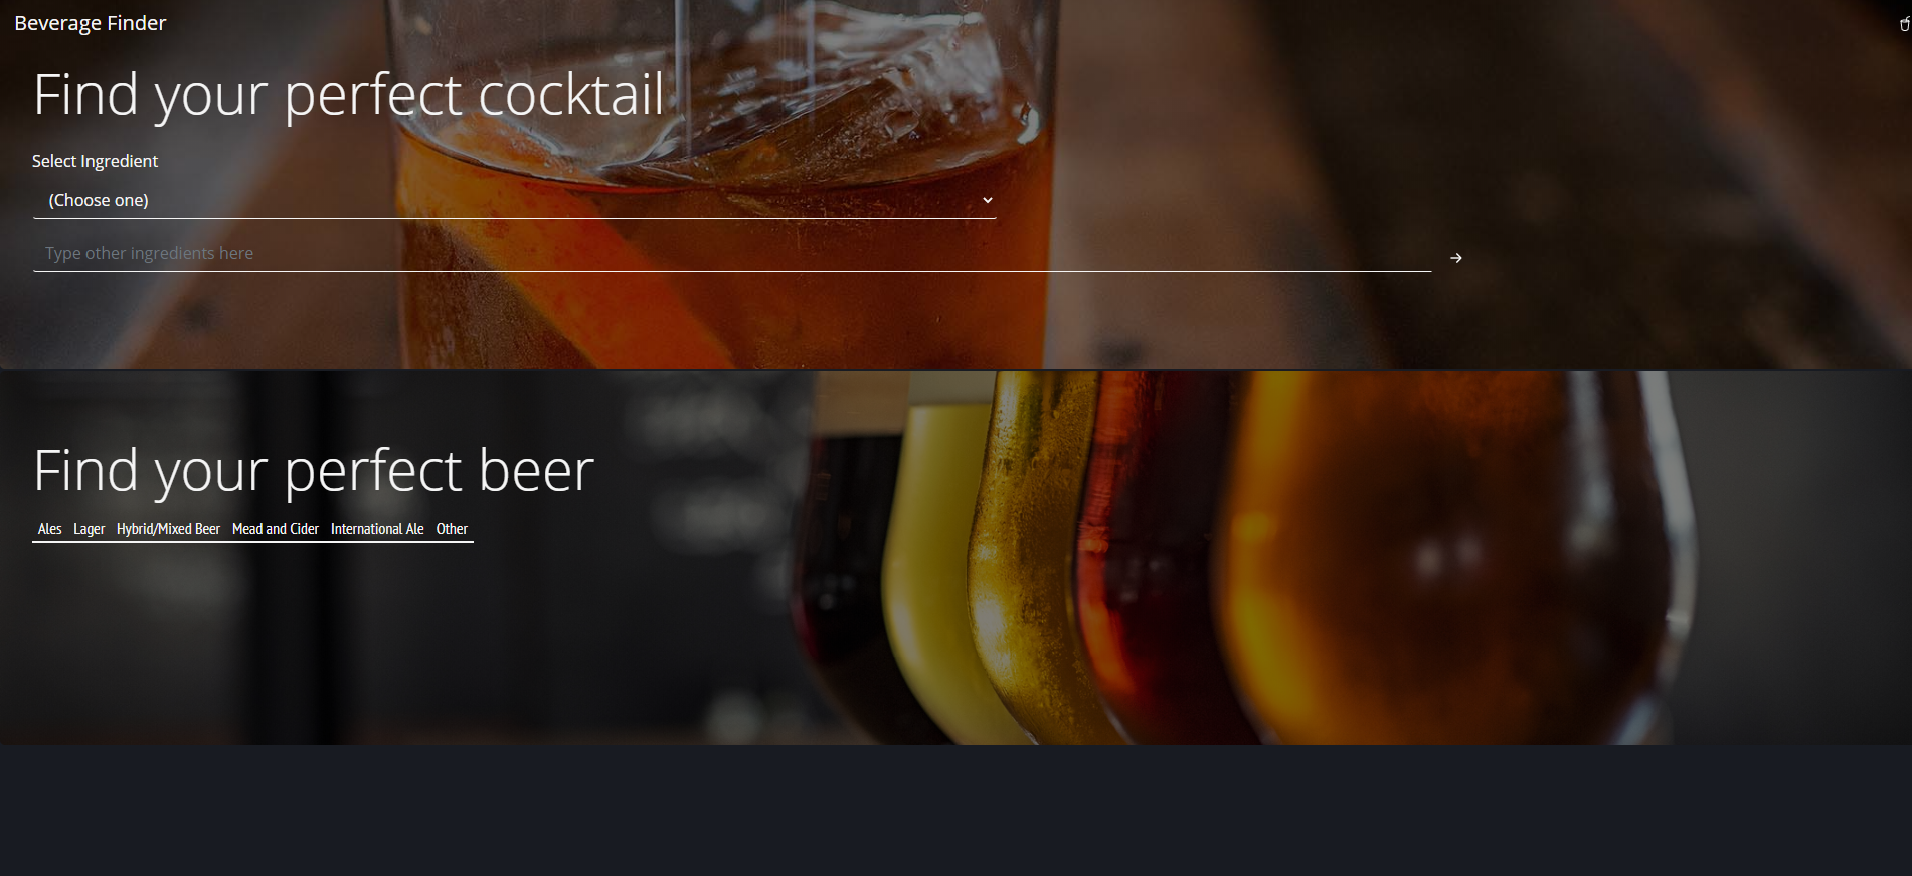 Beverage Finder
Find your perfect cocktail
Select Ingredient
(Choose one)
Type other ingredients here
Find your perfect beer
Ales Lager Hybrid/Mixed Beer Mead and Cider International Ale Other